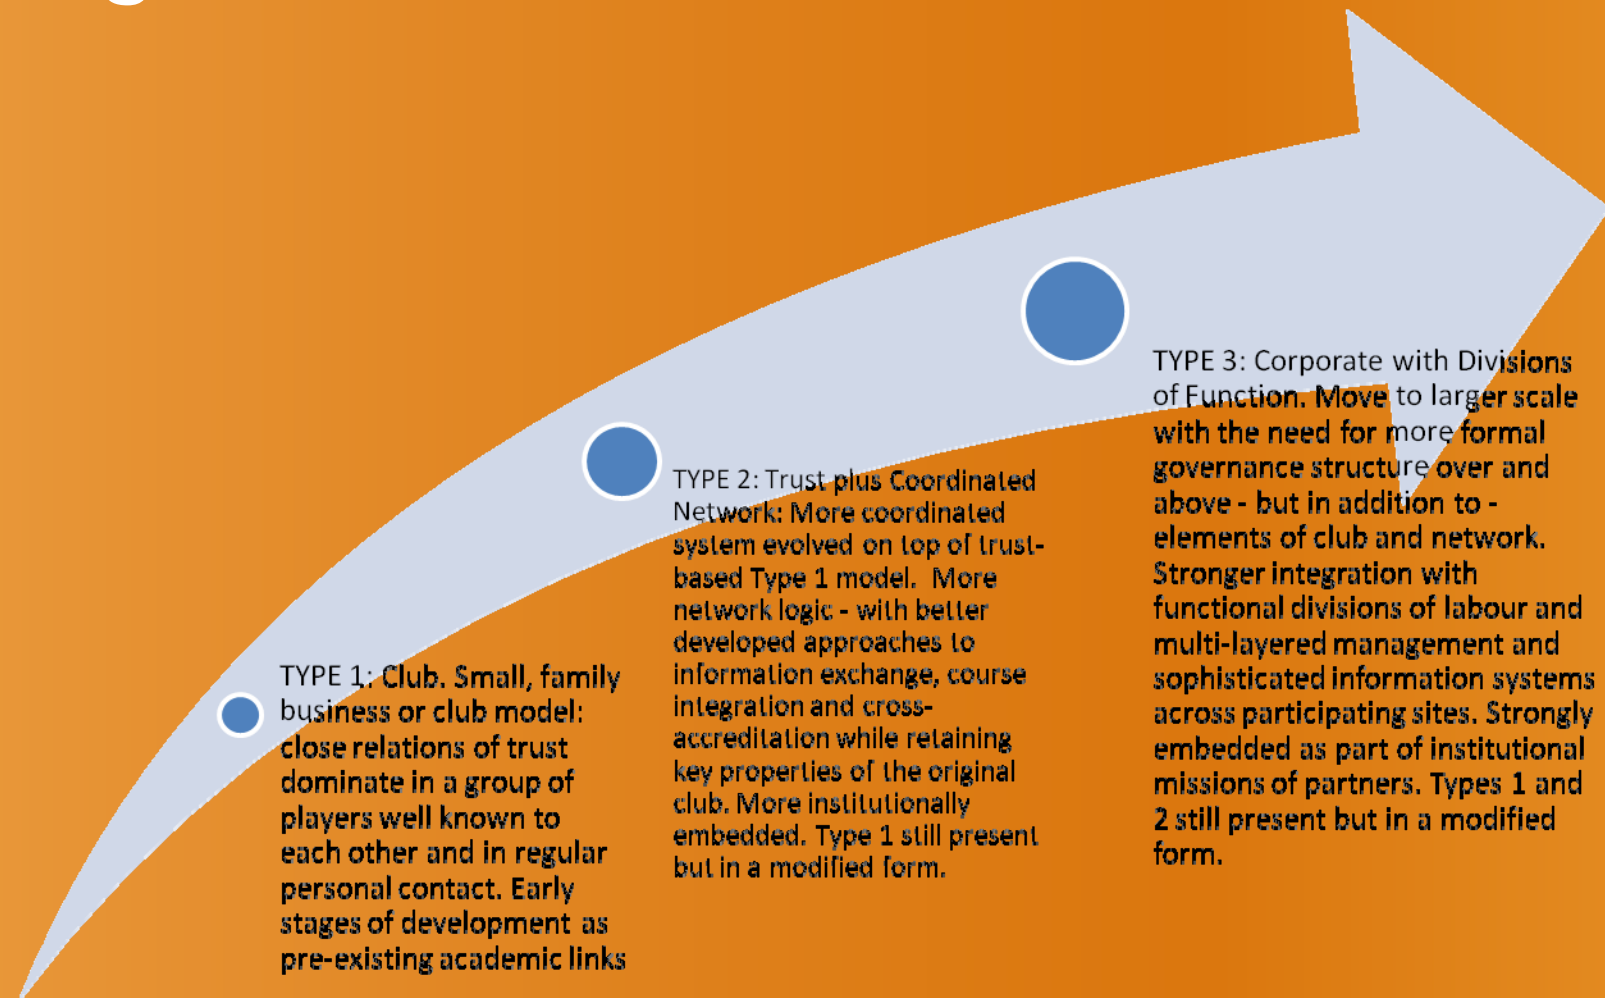 TYPE 1: Club. Small, family
business or club model:
close relations of trust
dominate in a group of
players well known to
each other and in regular
personal contact. Early
stages of development as
pre-existing academic links
TYPE 2: Trust plus Coordinated
Network: More coordinated
system evolved on top of trust-
based Type 1 model. More
network logic - with better
developed approaches to
information exchange, course
integration and cross-
accreditation while retaining
key properties of the original
club. More institutionally
embedded. Type 1 still present
but in a modified form.
TYPE 3: Corporate with Divisions
of Function. Move to larger scale
with the need for more formal
governance structure over and
above - but in addition to -
elements of club and network.
Stronger integration with
functional divisions of labour and
multi-layered management and
sophisticated information systems
across participating sites. Strongly
embedded as part of institutional
missions of partners. Types 1 and
2 still present but in a modified
form.